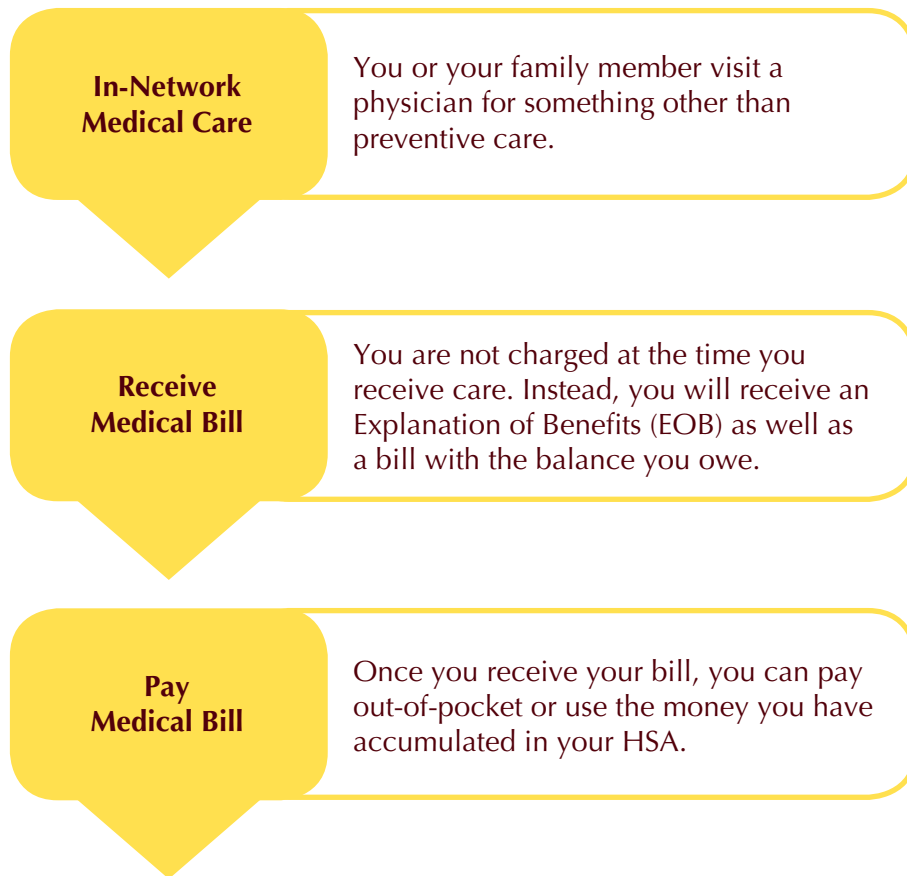 In-Network
Medical Care
You or your family member visit a
physician for something other than
preventive care.
Receive
Medical Bill
You are not charged at the time you
receive care. Instead, you will receive an
Explanation of Benefits (EOB) as well as
a bill with the balance you owe.
Pay
Medical Bill
Once you receive your bill, you can pay
out-of-pocket or use the money you have
accumulated in your HSA.